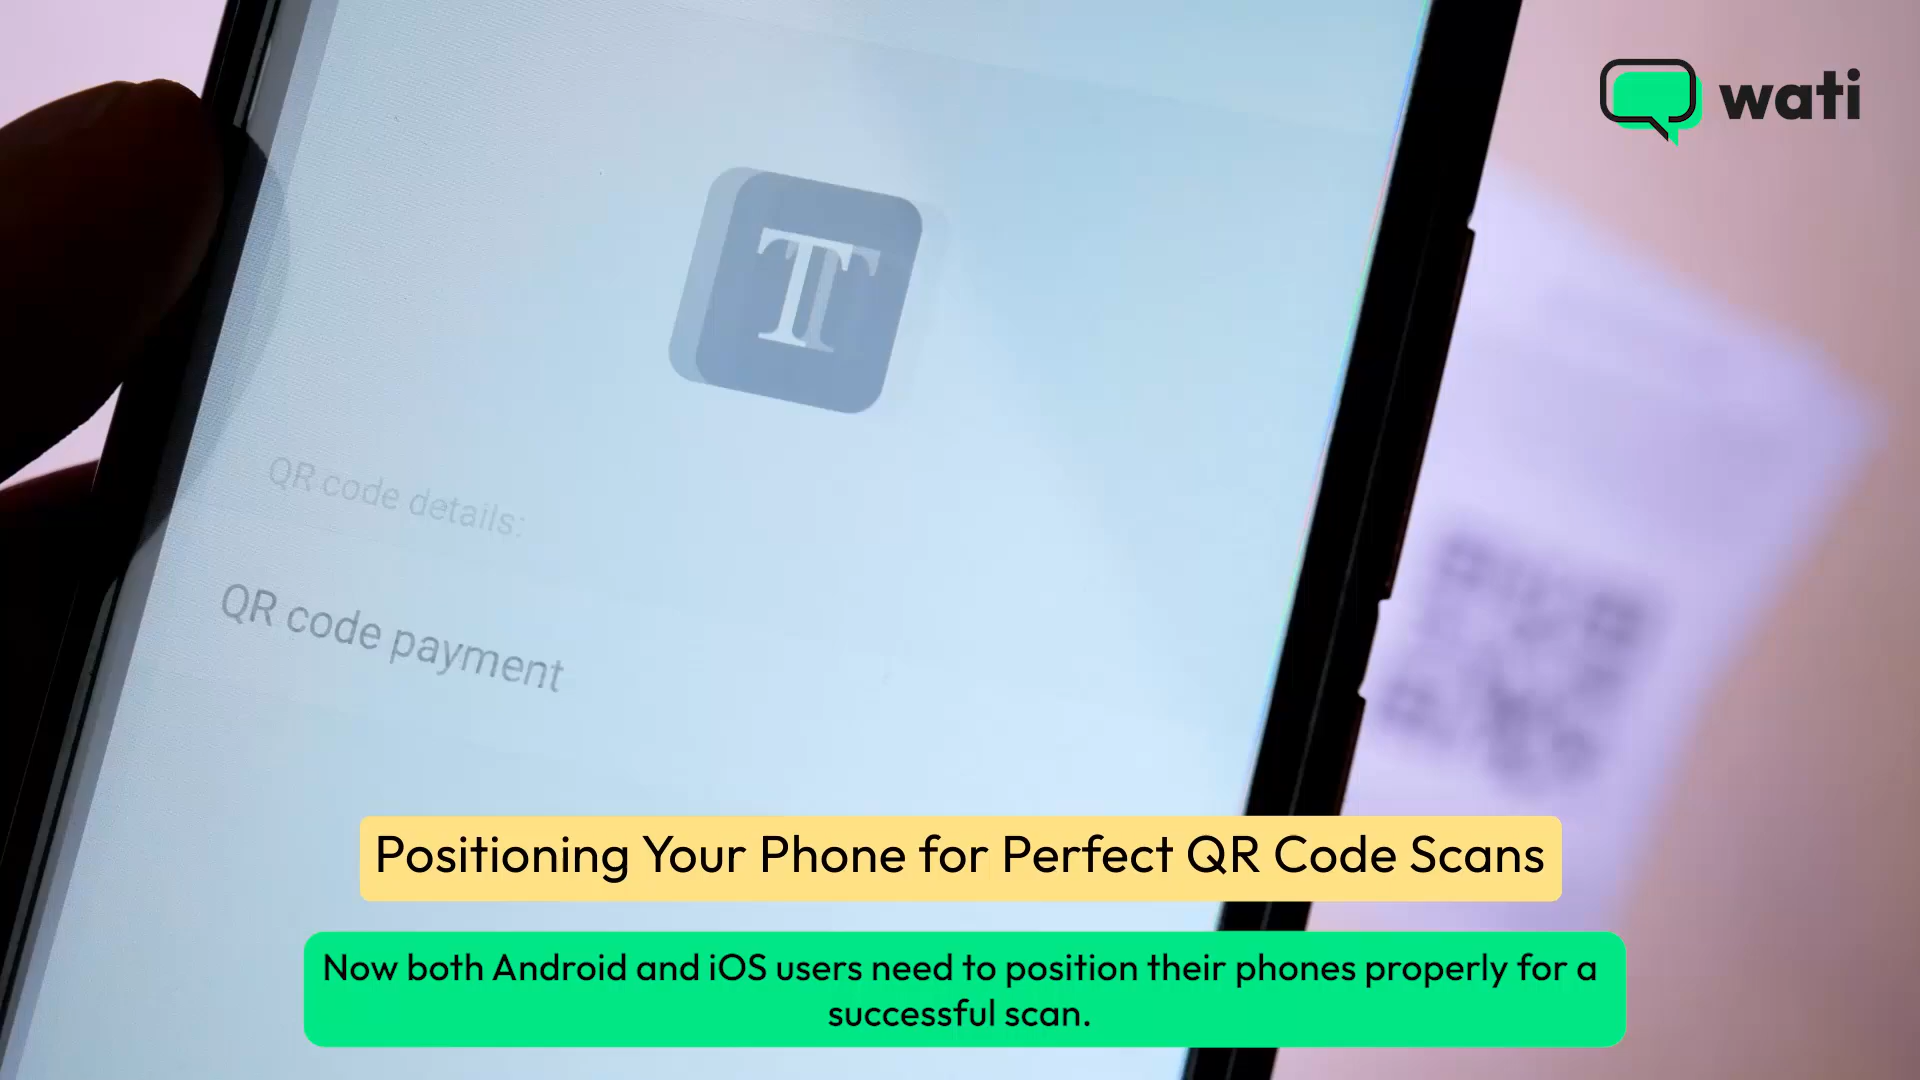 wati
T
QR code details:
QR code payment
Positioning Your Phone for Perfect QR Code Scans
Now both Android and iOS users need to position their phones properly for a
successful scan.